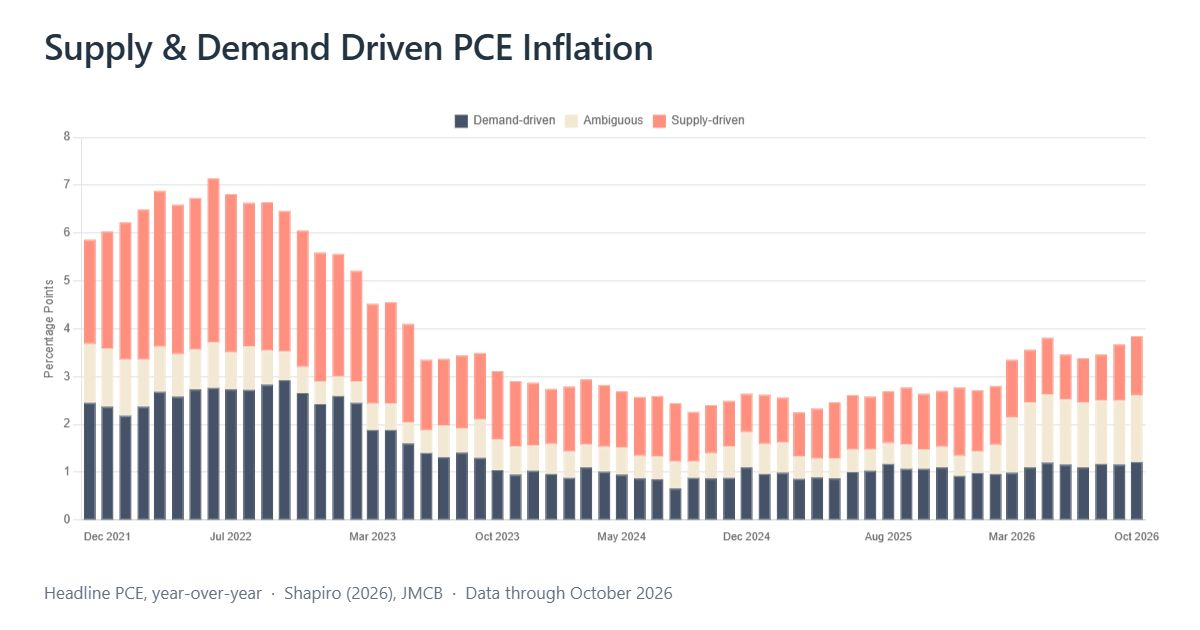 Supply & Demand Driven PCE Inflation
Demand-driven Ambiguous Supply-driven
8
7
6
5
4
3
2
1
0
Percentage Points
Dec 2021 Jul 2022 Mar 2023 Oct 2023 May 2024 Dec 2024 Aug 2025 Mar 2026 Oct 2026
Headline PCE, year-over-year · Shapiro (2026), JMCB · Data through October 2026